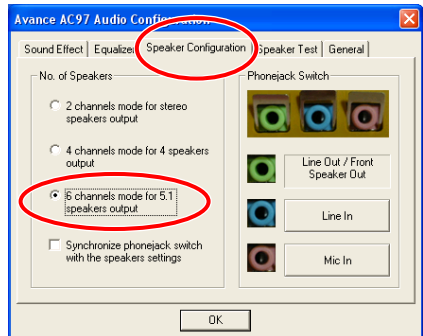 Avance AC97 Audio Configuration
Sound Effect
Equalizer
Speaker Configuration
Speaker Test
General
No. of Speakers
2 channels mode for stereo
speakers output
4 channels mode for 4 speakers
output
6 channels mode for 5.1
speakers output
Synchronize phonejack switch
with the speakers settings
Phonejack Switch
Line Out / Front
Speaker Out
Line In
Mic In
OK